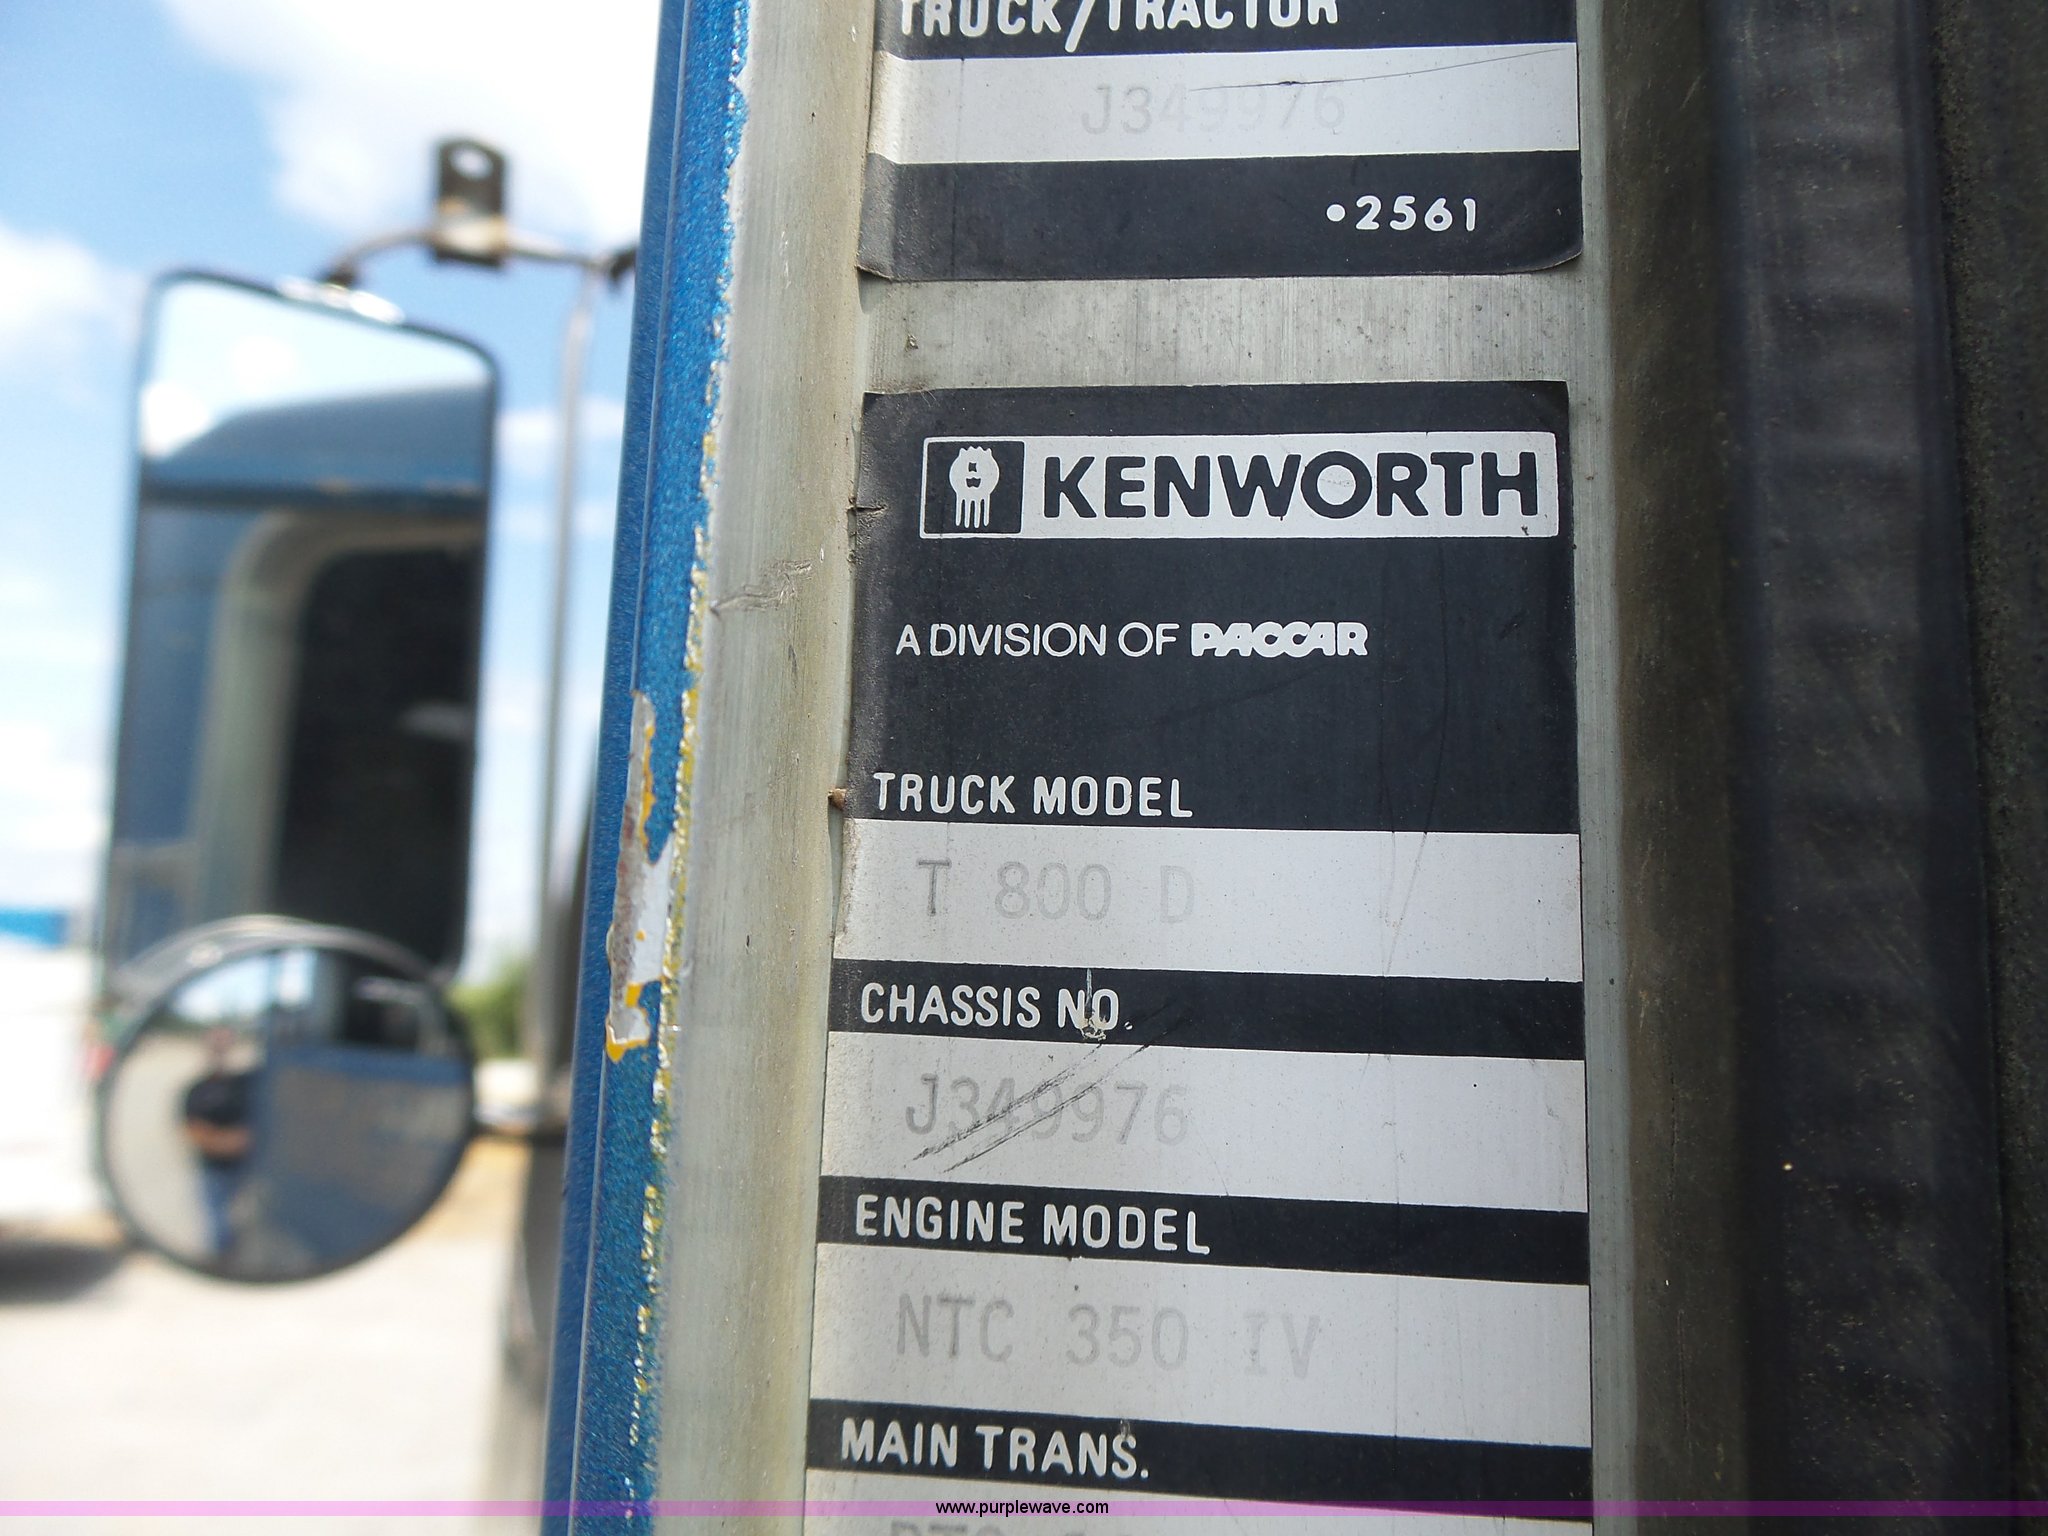 TRUCK/TRACTOR
J349976
•2561
KENWORTH
A DIVISION OF PACCAR
TRUCK MODEL
T 800 D
CHASSIS NO.
J349976
ENGINE MODEL
NTC 350 IV
MAIN TRANS.
www.purplewave.com